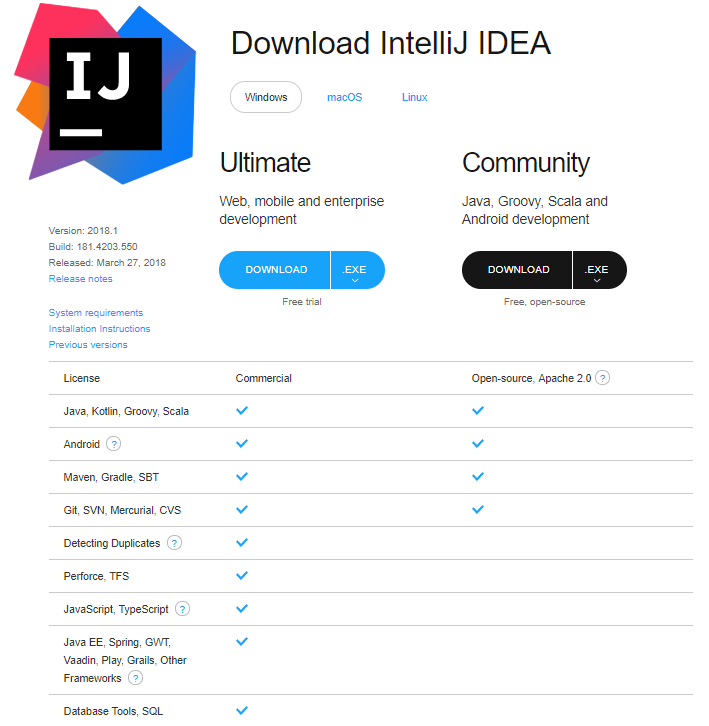 IJ
Download IntelliJ IDEA
Windows macOS Linux
Ultimate
Web, mobile and enterprise
development
DOWNLOAD .EXE
Free trial
Community
Java, Groovy, Scala and
Android development
DOWNLOAD .EXE
Free, open-source
Version: 2018.1
Build: 181.4203.550
Released: March 27, 2018
Release notes
System requirements
Installation Instructions
Previous versions
License Commercial Open-source, Apache 2.0 ?
Java, Kotlin, Groovy, Scala
Android ?
Maven, Gradle, SBT
Git, SVN, Mercurial, CVS
Detecting Duplicates ?
Perforce, TFS
JavaScript, TypeScript ?
Java EE, Spring, GWT,
Vaadin, Play, Grails, Other
Frameworks ?
Database Tools, SQL